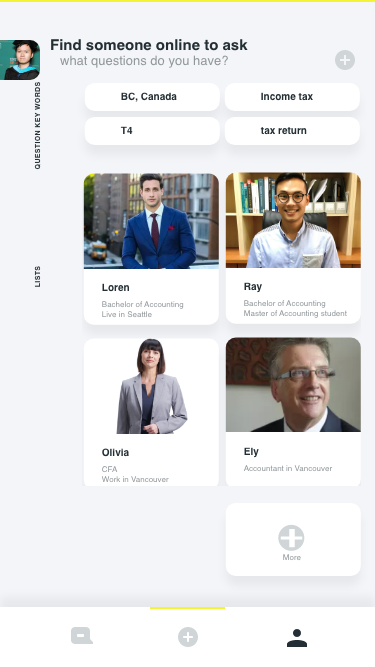 Find someone online to ask
what questions do you have?
QUESTION KEY WORDS
BC, Canada
Income tax
T4
tax return
LISTS
Loren
Bachelor of Accounting
Live in Seattle
Ray
Bachelor of Accounting
Master of Accounting student
Olivia
CFA
Work in Vancouver
Ely
Accountant in Vancouver
More